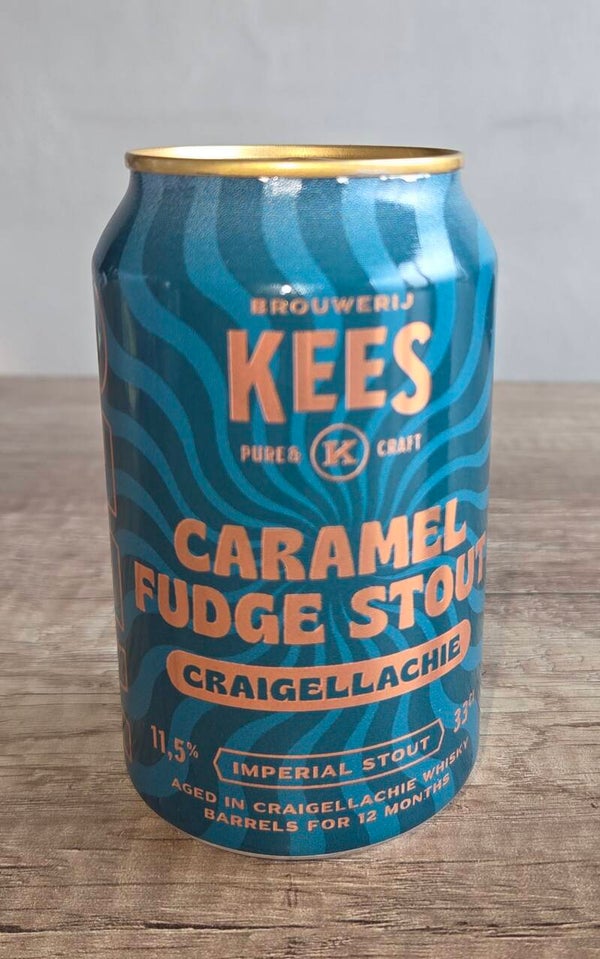 BROUWERIJ
KEES
PURE & K CRAFT
CARAMEL
FUDGE STOUT
CRAIGELLACHIE
11,5% 33cl
IMPERIAL STOUT
AGED IN CRAIGELLACHIE WHISKY
BARRELS FOR 12 MONTHS